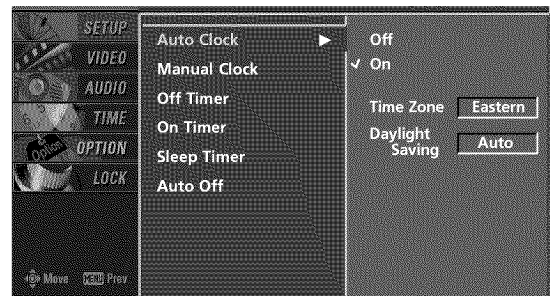 SETUP
VIDEO
AUDIO
TIME
Option OPTION
LOCK
Move MENU Prev
Auto Clock
Manual Clock
Off Timer
On Timer
Sleep Timer
Auto Off
Off
On
Time Zone Eastern
Daylight
Saving Auto